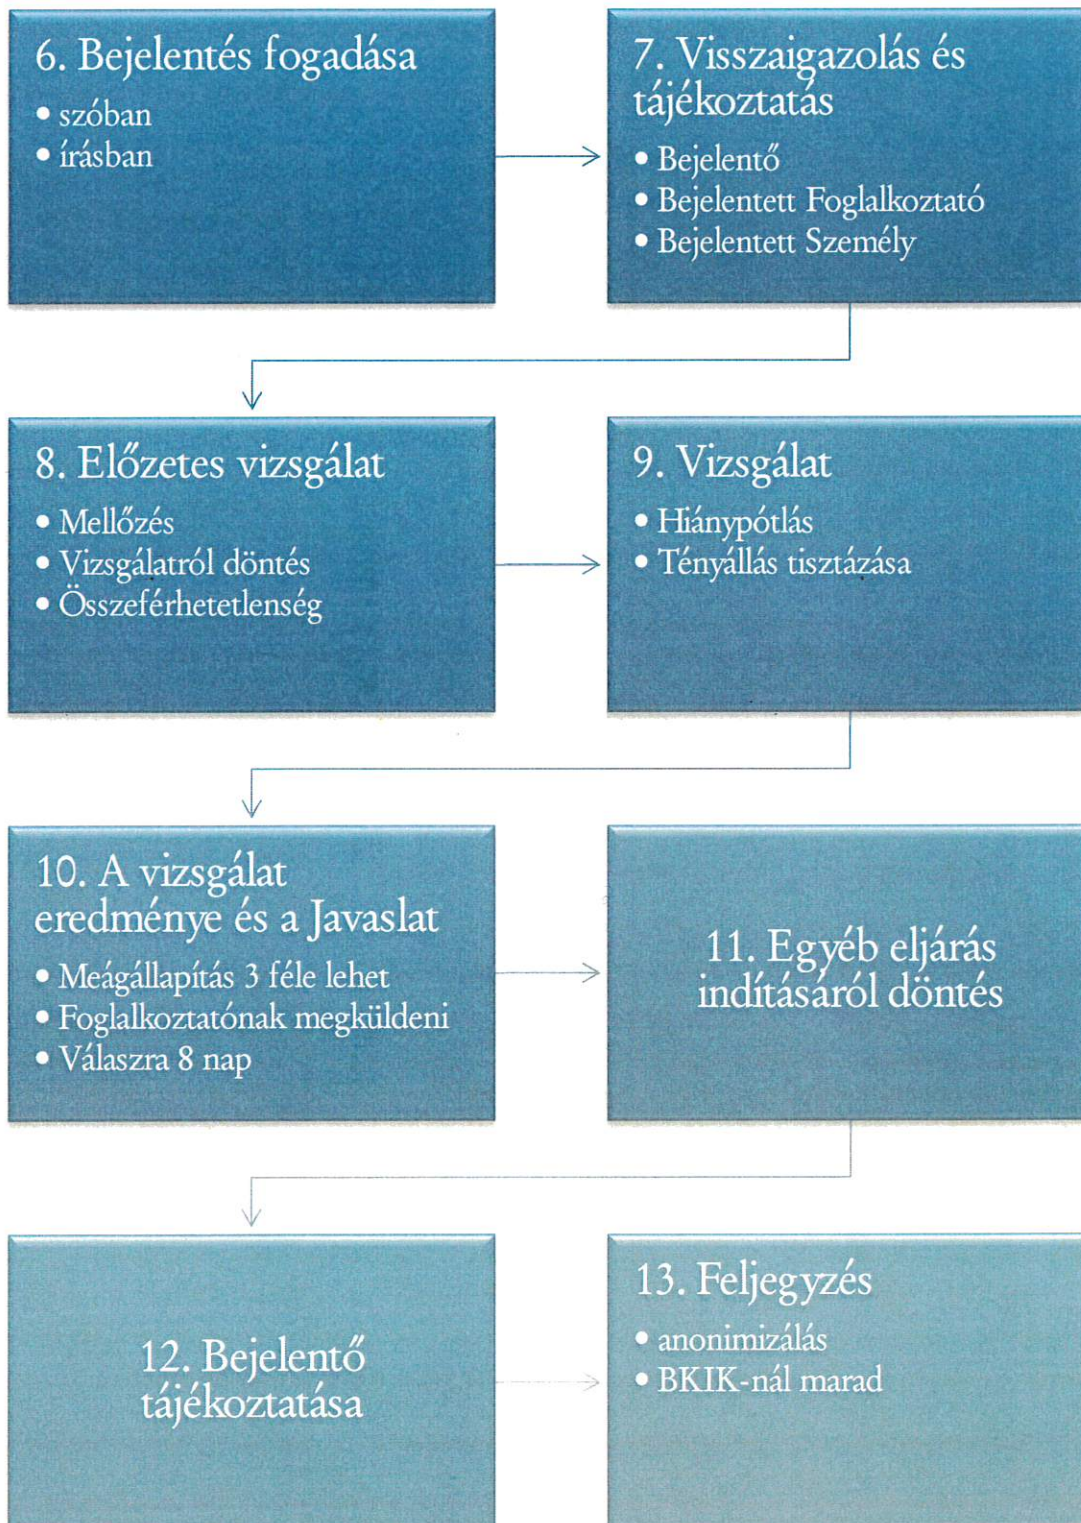 6. Bejelentés fogadása
• szóban
• írásban
7. Visszaigazolás és
tájékoztatás
• Bejelentő
• Bejelentett Foglalkoztató
• Bejelentett Személy
8. Előzetes vizsgálat
• Mellőzés
• Vizsgálatról döntés
• Összeférhetetlenség
9. Vizsgálat
• Hiánypótlás
• Tényállás tisztázása
10. A vizsgálat
eredménye és a Javaslat
• Meágállapítás 3 féle lehet
• Foglalkoztatónak megküldeni
• Válaszra 8 nap
11. Egyéb eljárás
indításáról döntés
12. Bejelentő
tájékoztatása
13. Feljegyzés
• anonimizálás
• BKIK-nál marad